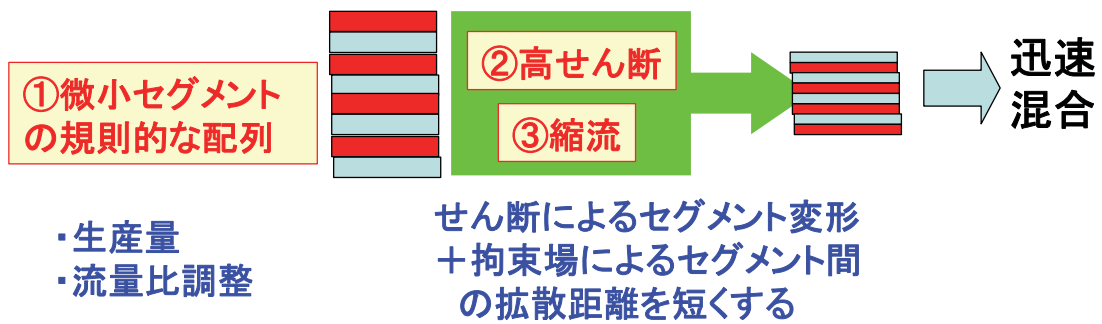 ①微小セグメント
の規則的な配列
②高せん断
③縮流
迅速
混合
・生産量
・流量比調整
せん断によるセグメント変形
＋拘束場によるセグメント間
の拡散距離を短くする